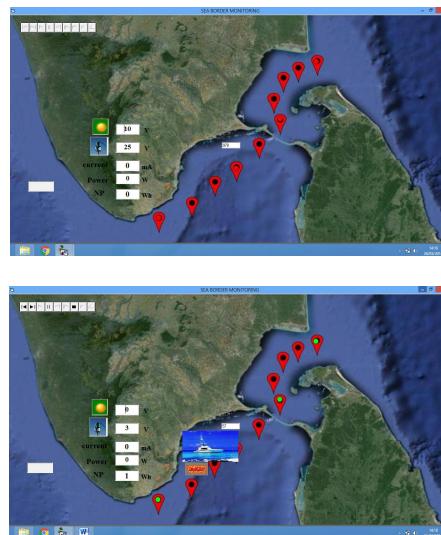 SEA BORDER MONITORING
10 V
25 V
current 0 mA
Power 0 W
NP 0 Wh
SEA BORDER MONITORING
0 V
3 V
current 0 mA
Power 0 W
NP 1 Wh